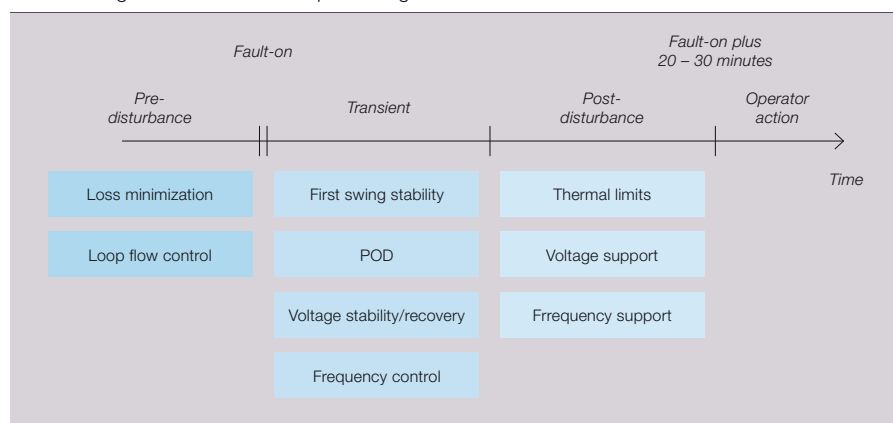 Fault-on
Fault-on plus
20 – 30 minutes
Pre-
disturbance
Transient
Post-
disturbance
Operator
action
Time
Loss minimization
First swing stability
Thermal limits
Loop flow control
POD
Voltage support
Voltage stability/recovery
Frrequency support
Frequency control